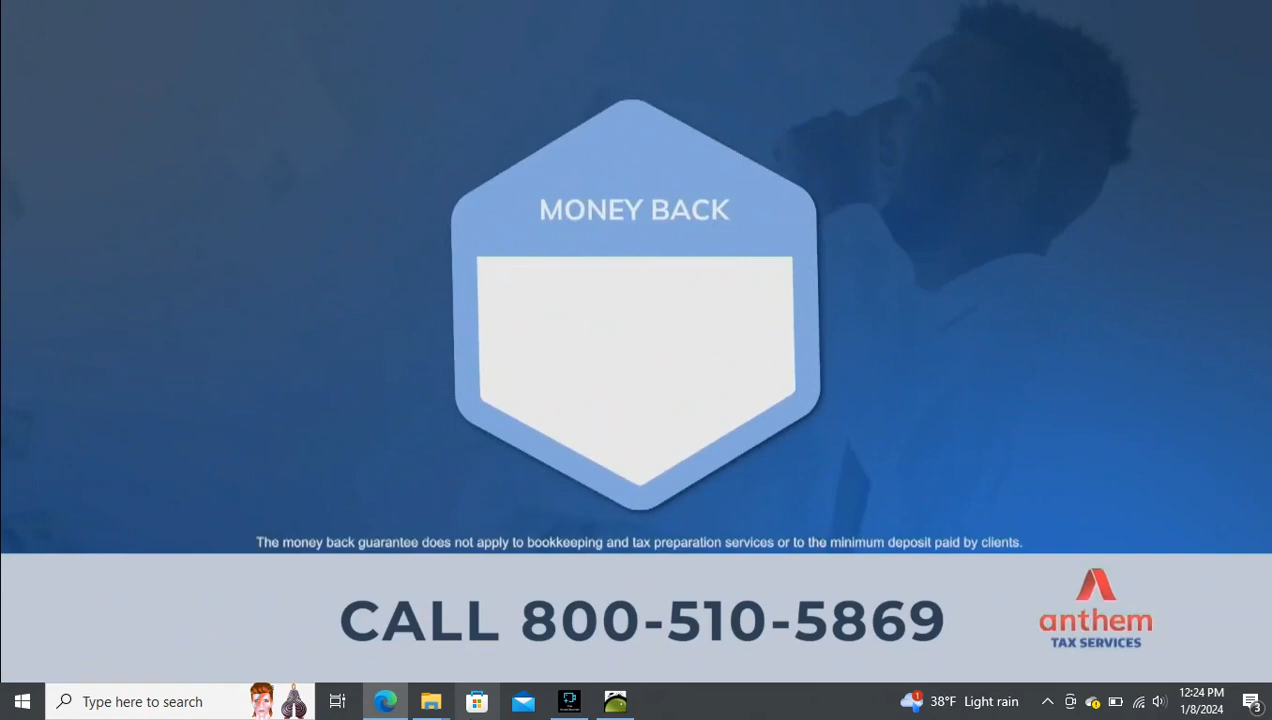 MONEY BACK
The money back guarantee does not apply to bookkeeping and tax preparation services or to the minimum deposit paid by clients.
CALL 800-510-5869
anthem
TAX SERVICES
Type here to search
1
38°F Light rain
12:24 PM
1/8/2024
3